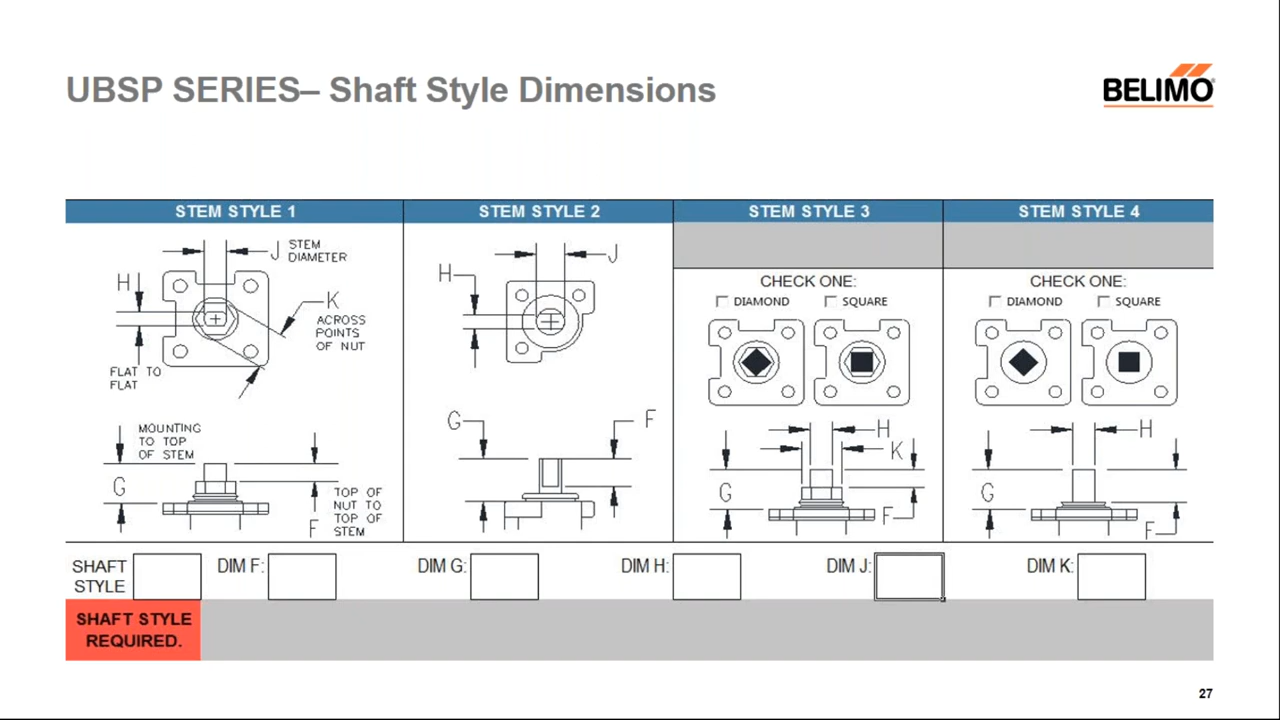 UBSP SERIES– Shaft Style Dimensions
BELIMO
STEM STYLE 1
STEM STYLE 2
STEM STYLE 3
STEM STYLE 4
J STEM
DIAMETER
H
K
ACROSS
POINTS
OF NUT
FLAT TO
FLAT
MOUNTING
TO TOP
OF STEM
G
TOP OF
NUT TO
TOP OF
STEM
F
J
H
G
F
CHECK ONE:
DIAMOND
SQUARE
H
K
G
F
CHECK ONE:
DIAMOND
SQUARE
H
G
F
SHAFT
STYLE
DIM F:
DIM G:
DIM H:
DIM J:
DIM K:
SHAFT STYLE
REQUIRED.
27